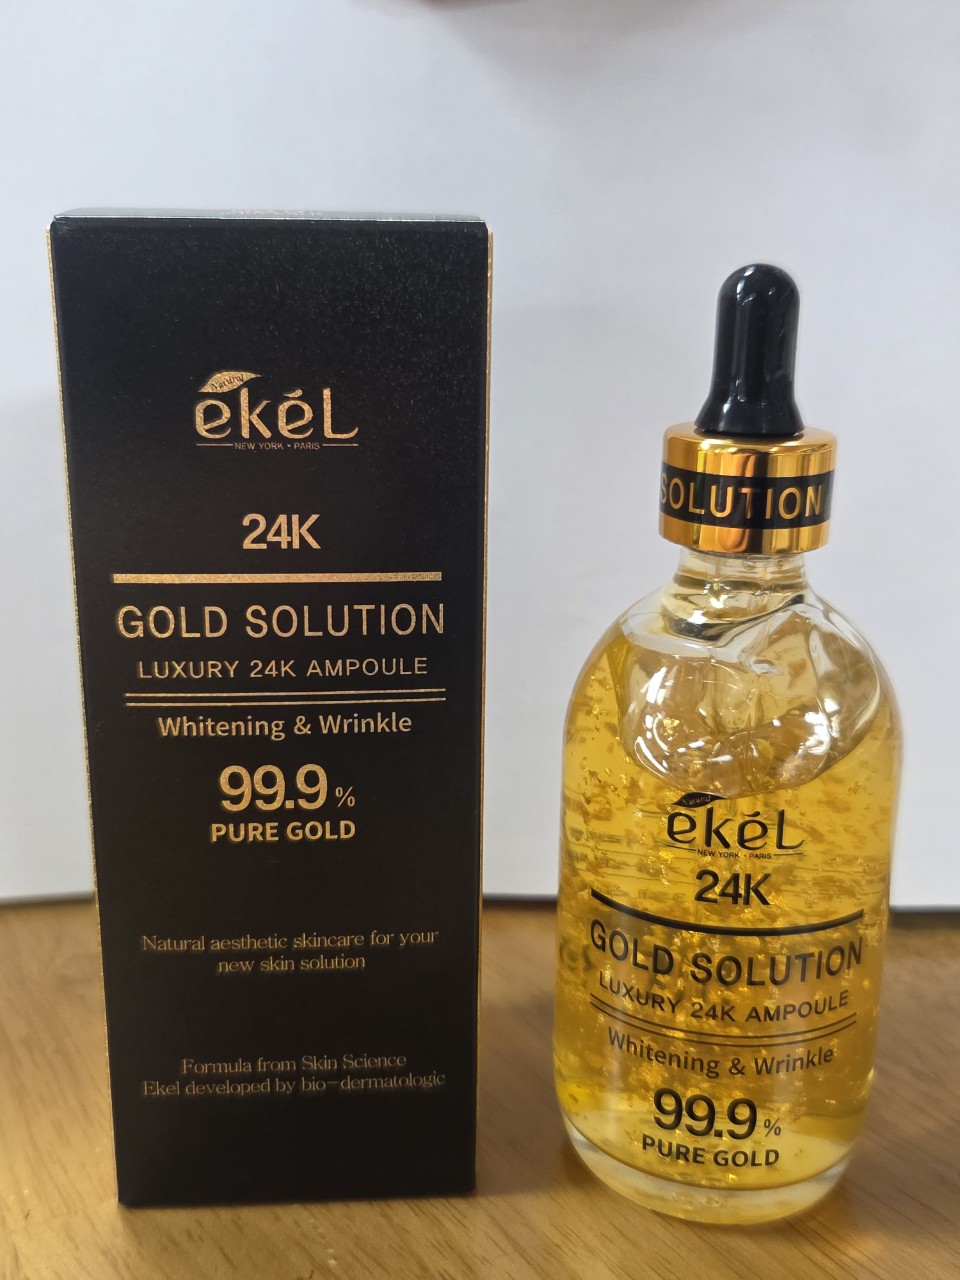 Natural
ekéL
NEW YORK • PARIS
24K
GOLD SOLUTION
LUXURY 24K AMPOULE
Whitening & Wrinkle
99.9%
PURE GOLD
Natural aesthetic skincare for your
new skin solution
Formula from Skin Science
Ekel developed by bio-dermatologic
SOLUTION
Natural
ekéL
NEW YORK • PARIS
24K
GOLD SOLUTION
LUXURY 24K AMPOULE
Whitening & Wrinkle
99.9%
PURE GOLD